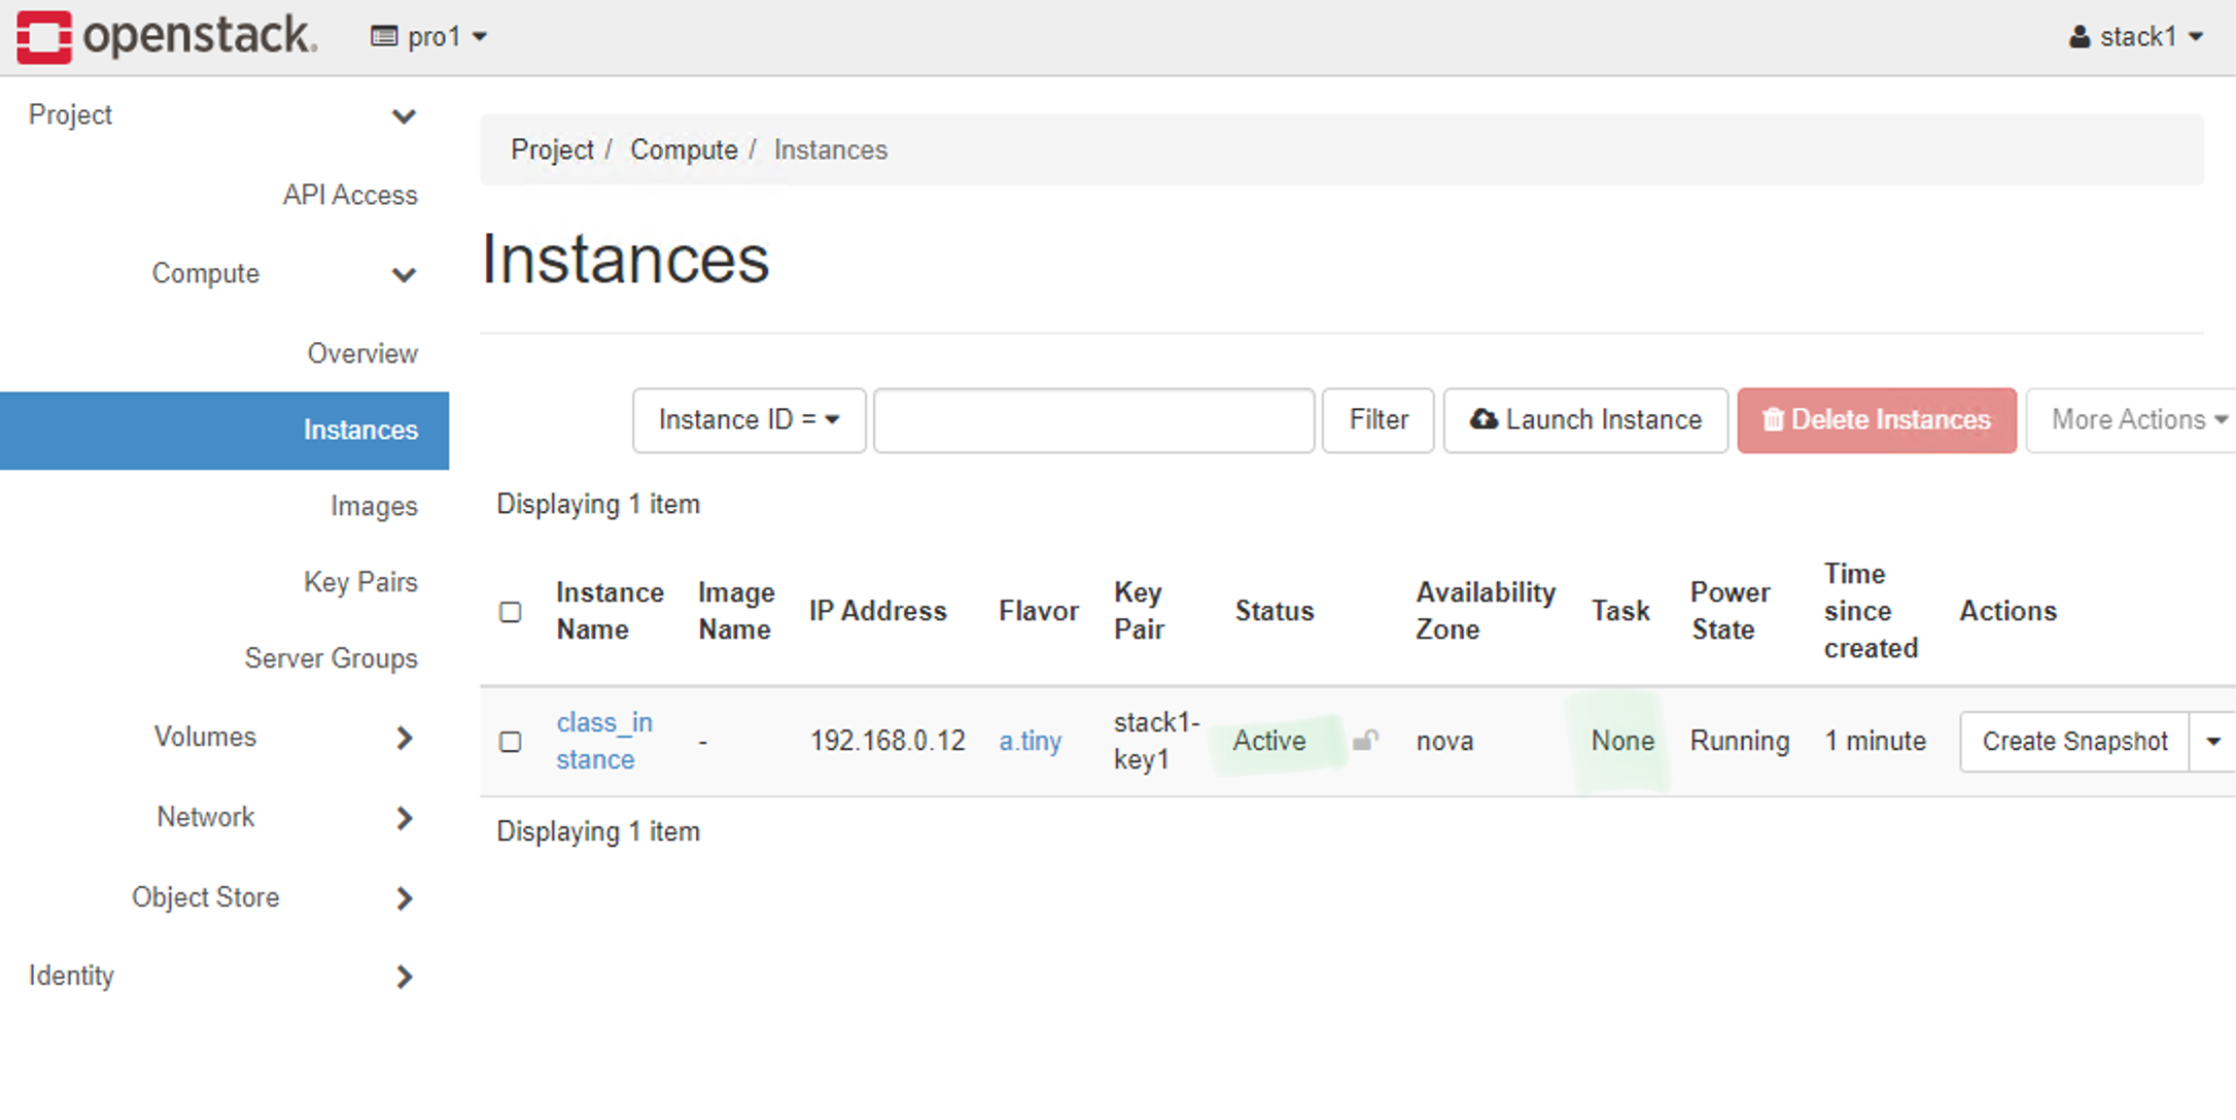 openstack. pro1 stack1
Project
API Access
Compute
Overview
Instances
Images
Key Pairs
Server Groups
Volumes
Network
Object Store
Identity
Project / Compute / Instances
Instances
Instance ID = Filter Launch Instance Delete Instances More Actions
Displaying 1 item
Instance Name Image Name IP Address Flavor Key Pair Status Availability Zone Task Power State Time since created Actions
class_instance - 192.168.0.12 a.tiny stack1-key1 Active nova None Running 1 minute Create Snapshot
Displaying 1 item